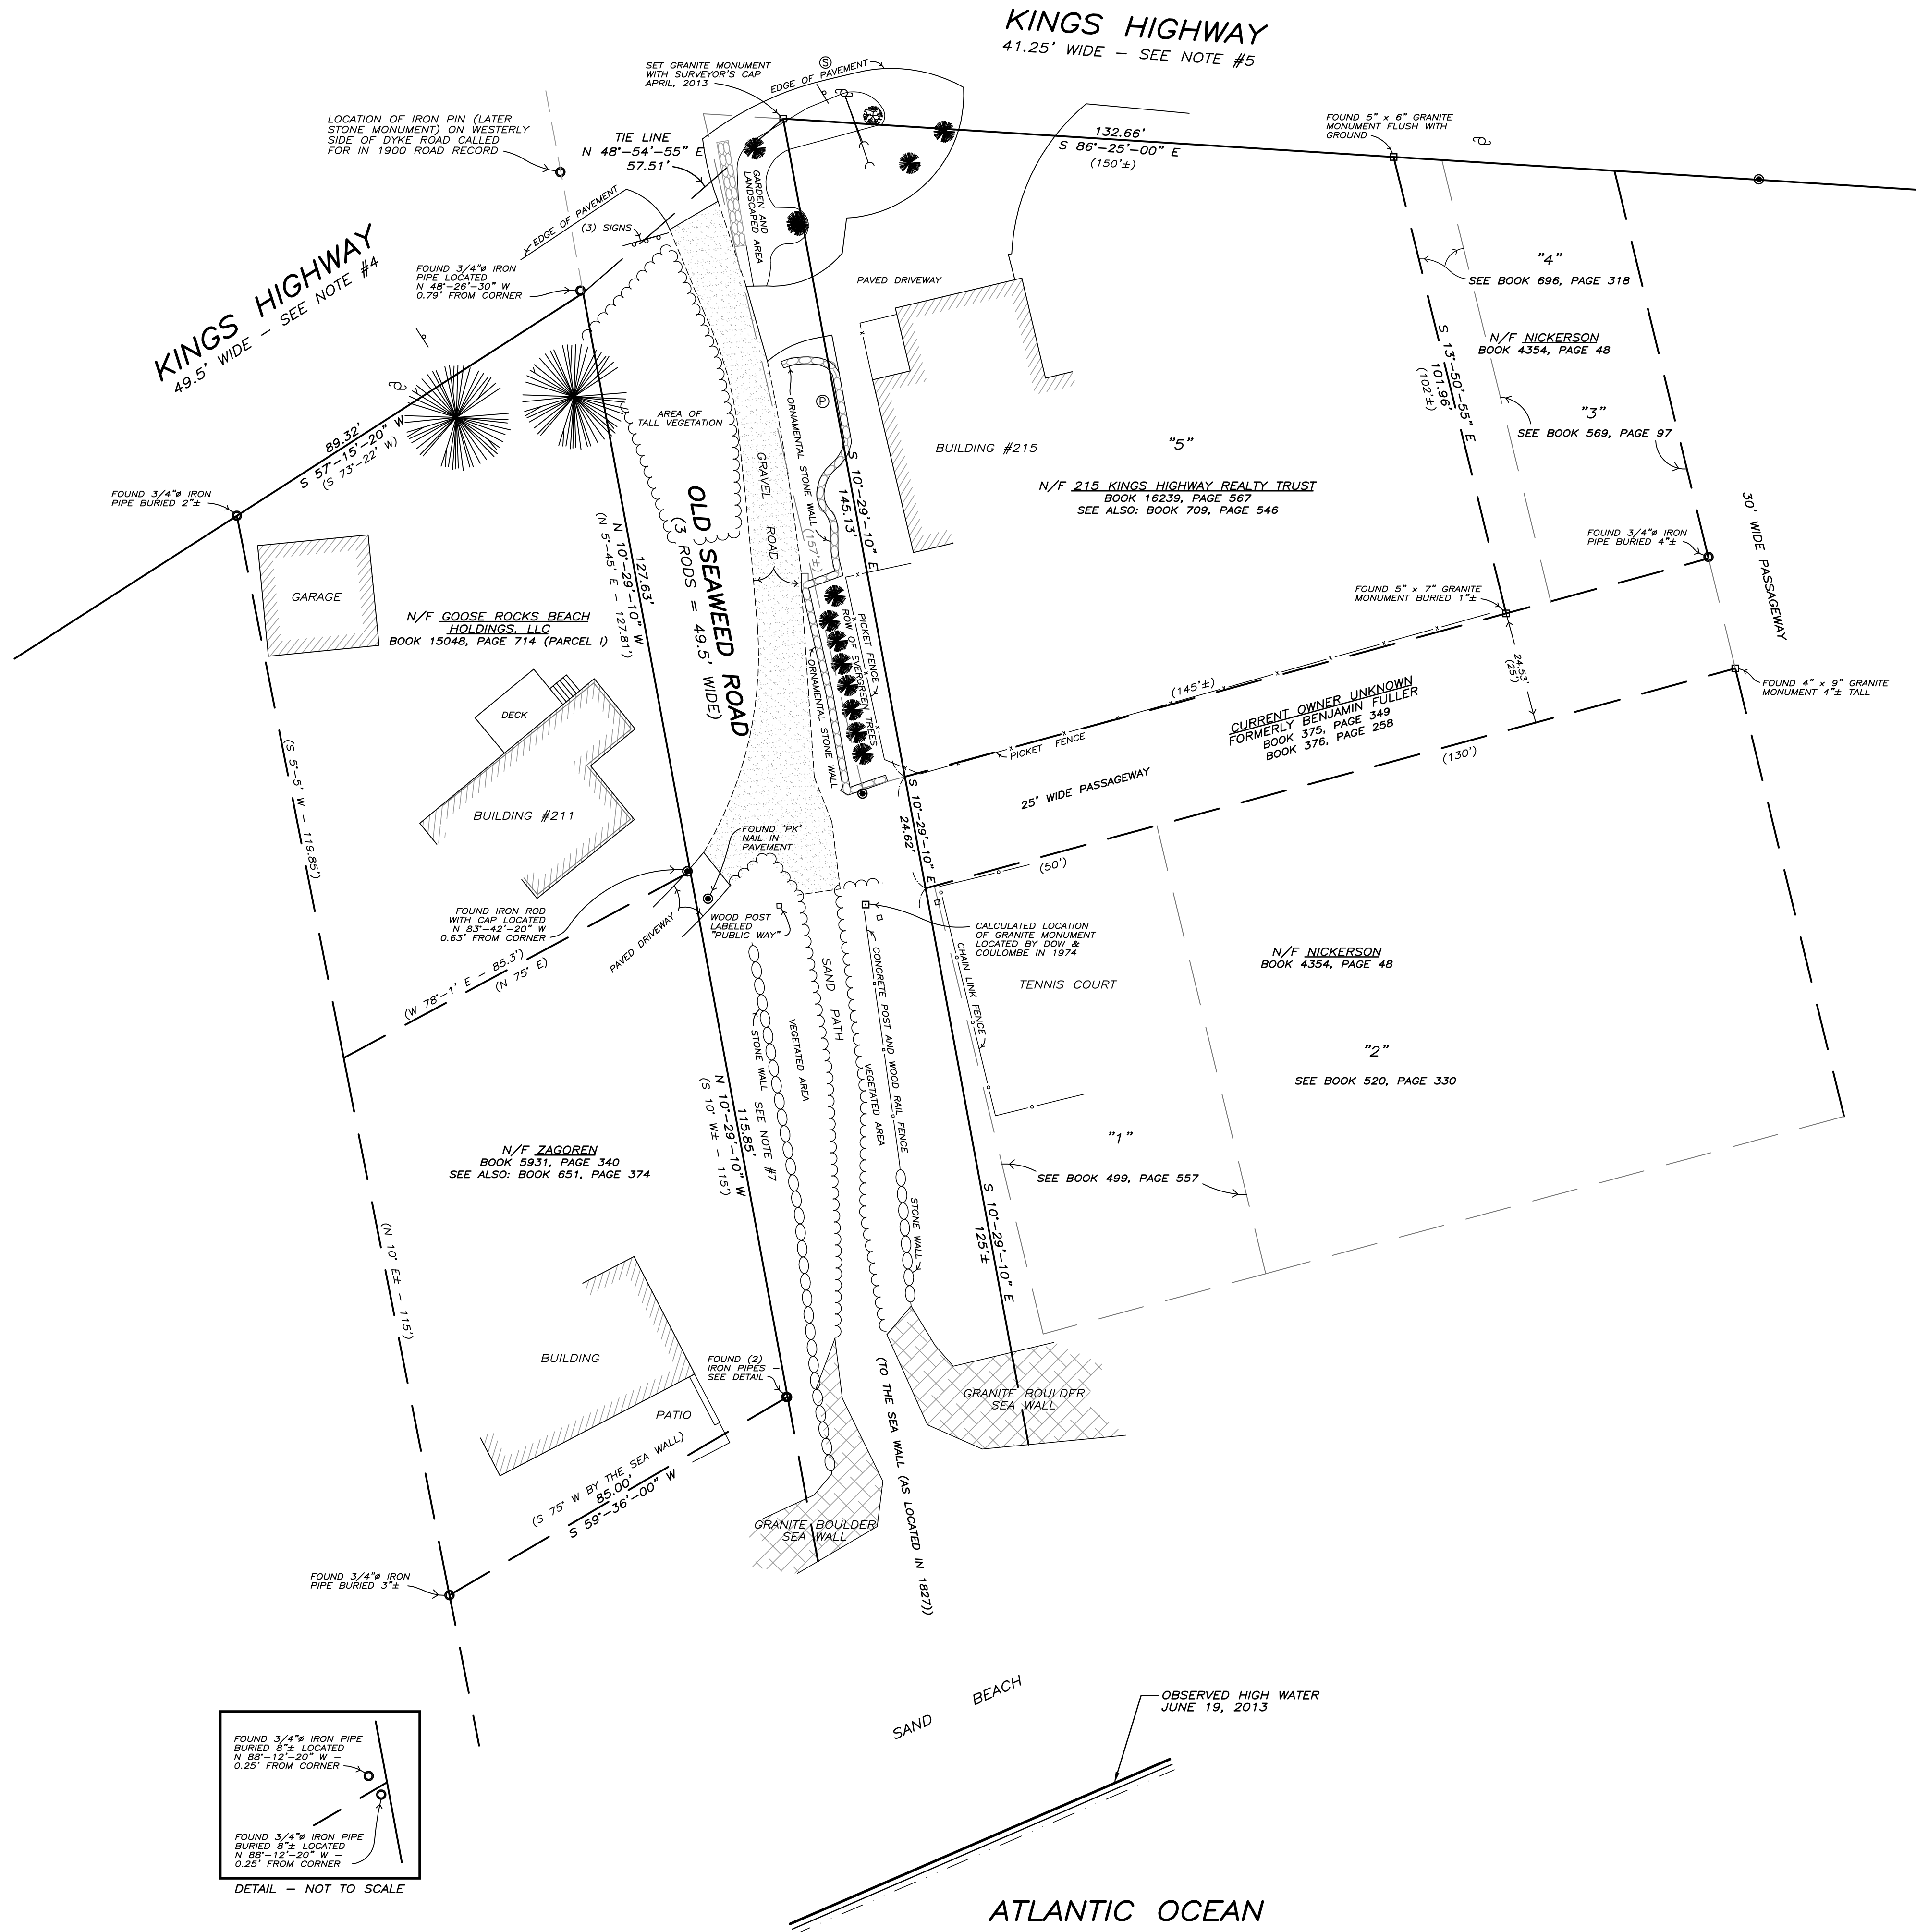 KINGS HIGHWAY
41.25' WIDE – SEE NOTE #5
SET GRANITE MONUMENT
WITH SURVEYOR'S CAP
APRIL, 2013
S
EDGE OF PAVEMENT
LOCATION OF IRON PIN (LATER
STONE MONUMENT) ON WESTERLY
SIDE OF DYKE ROAD CALLED
FOR IN 1900 ROAD RECORD
TIE LINE
N 48°–54'–55" E
57.51'
132.66'
S 86°–25'–00" E
(150'±)
FOUND 5" x 6" GRANITE
MONUMENT FLUSH WITH
GROUND
EDGE OF PAVEMENT
(3) SIGNS
GARDEN AND
LANDSCAPED AREA
KINGS HIGHWAY
49.5' WIDE – SEE NOTE #4
FOUND 3/4"ø IRON
PIPE LOCATED
N 48°–26'–30" W
0.79' FROM CORNER
PAVED DRIVEWAY
"4"
SEE BOOK 696, PAGE 318
N/F NICKERSON
BOOK 4354, PAGE 48
S 13°–50'–55" E
101.96'
(102'±)
"3"
SEE BOOK 569, PAGE 97
AREA OF
TALL VEGETATION
P
BUILDING #215
"5"
N/F 215 KINGS HIGHWAY REALTY TRUST
BOOK 16239, PAGE 567
SEE ALSO: BOOK 709, PAGE 546
89.32'
S 57°–15'–20" W
(S 73°–22' W)
FOUND 3/4"ø IRON
PIPE BURIED 2"±
GRAVEL
ROAD
ORNAMENTAL STONE WALL
(157'±)
S 10°–29'–10" E
145.13'
30' WIDE PASSAGEWAY
FOUND 3/4"ø IRON
PIPE BURIED 4"±
FOUND 5" x 7" GRANITE
MONUMENT BURIED 1"±
GARAGE
N/F GOOSE ROCKS BEACH
HOLDINGS, LLC
BOOK 15048, PAGE 714 (PARCEL I)
127.63'
N 10°–29'–10" W
(N 5°–45' E – 127.81')
OLD SEAWEED ROAD
(3 RODS = 49.5' WIDE)
PICKET FENCE
ROW OF EVERGREEN TREES
ORNAMENTAL STONE WALL
24.53'
(25')
FOUND 4" x 9" GRANITE
MONUMENT 4"± TALL
(145'±)
CURRENT OWNER UNKNOWN
FORMERLY BENJAMIN FULLER
BOOK 375, PAGE 349
BOOK 376, PAGE 258
PICKET FENCE
(130')
25' WIDE PASSAGEWAY
DECK
BUILDING #211
(S 5°–5' W – 119.85')
S 10°–29'–10" E
24.62'
FOUND 'PK'
NAIL IN
PAVEMENT
(50')
FOUND IRON ROD
WITH CAP LOCATED
N 83°–42'–20" W
0.63' FROM CORNER
PAVED DRIVEWAY
WOOD POST
LABELED
"PUBLIC WAY"
CALCULATED LOCATION
OF GRANITE MONUMENT
LOCATED BY DOW &
COULOMBE IN 1974
CHAIN LINK FENCE
TENNIS COURT
N/F NICKERSON
BOOK 4354, PAGE 48
(W 78°–1' E – 85.3')
(N 75° E)
SAND PATH
CONCRETE POST AND WOOD RAIL FENCE
VEGETATED AREA
VEGETATED AREA
STONE WALL SEE NOTE #7
"2"
SEE BOOK 520, PAGE 330
115.85'
N 10°–29'–10" W
(S 10° W± – 115')
"1"
SEE BOOK 499, PAGE 557
N/F ZAGOREN
BOOK 5931, PAGE 340
SEE ALSO: BOOK 651, PAGE 374
STONE WALL
S 10°–29'–10" E
125'±
(N 10° E± – 115')
BUILDING
FOUND (2)
IRON PIPES –
SEE DETAIL
PATIO
GRANITE BOULDER
SEA WALL
(S 75° W BY THE SEA WALL)
85.00'
S 59°–36'–00" W
(TO THE SEA WALL (AS LOCATED IN 1827))
GRANITE BOULDER
SEA WALL
FOUND 3/4"ø IRON
PIPE BURIED 3"±
SAND BEACH
OBSERVED HIGH WATER
JUNE 19, 2013
FOUND 3/4"ø IRON PIPE
BURIED 8"± LOCATED
N 88°–12'–20" W –
0.25' FROM CORNER
FOUND 3/4"ø IRON PIPE
BURIED 8"± LOCATED
N 88°–12'–20" W –
0.25' FROM CORNER
DETAIL – NOT TO SCALE
ATLANTIC OCEAN